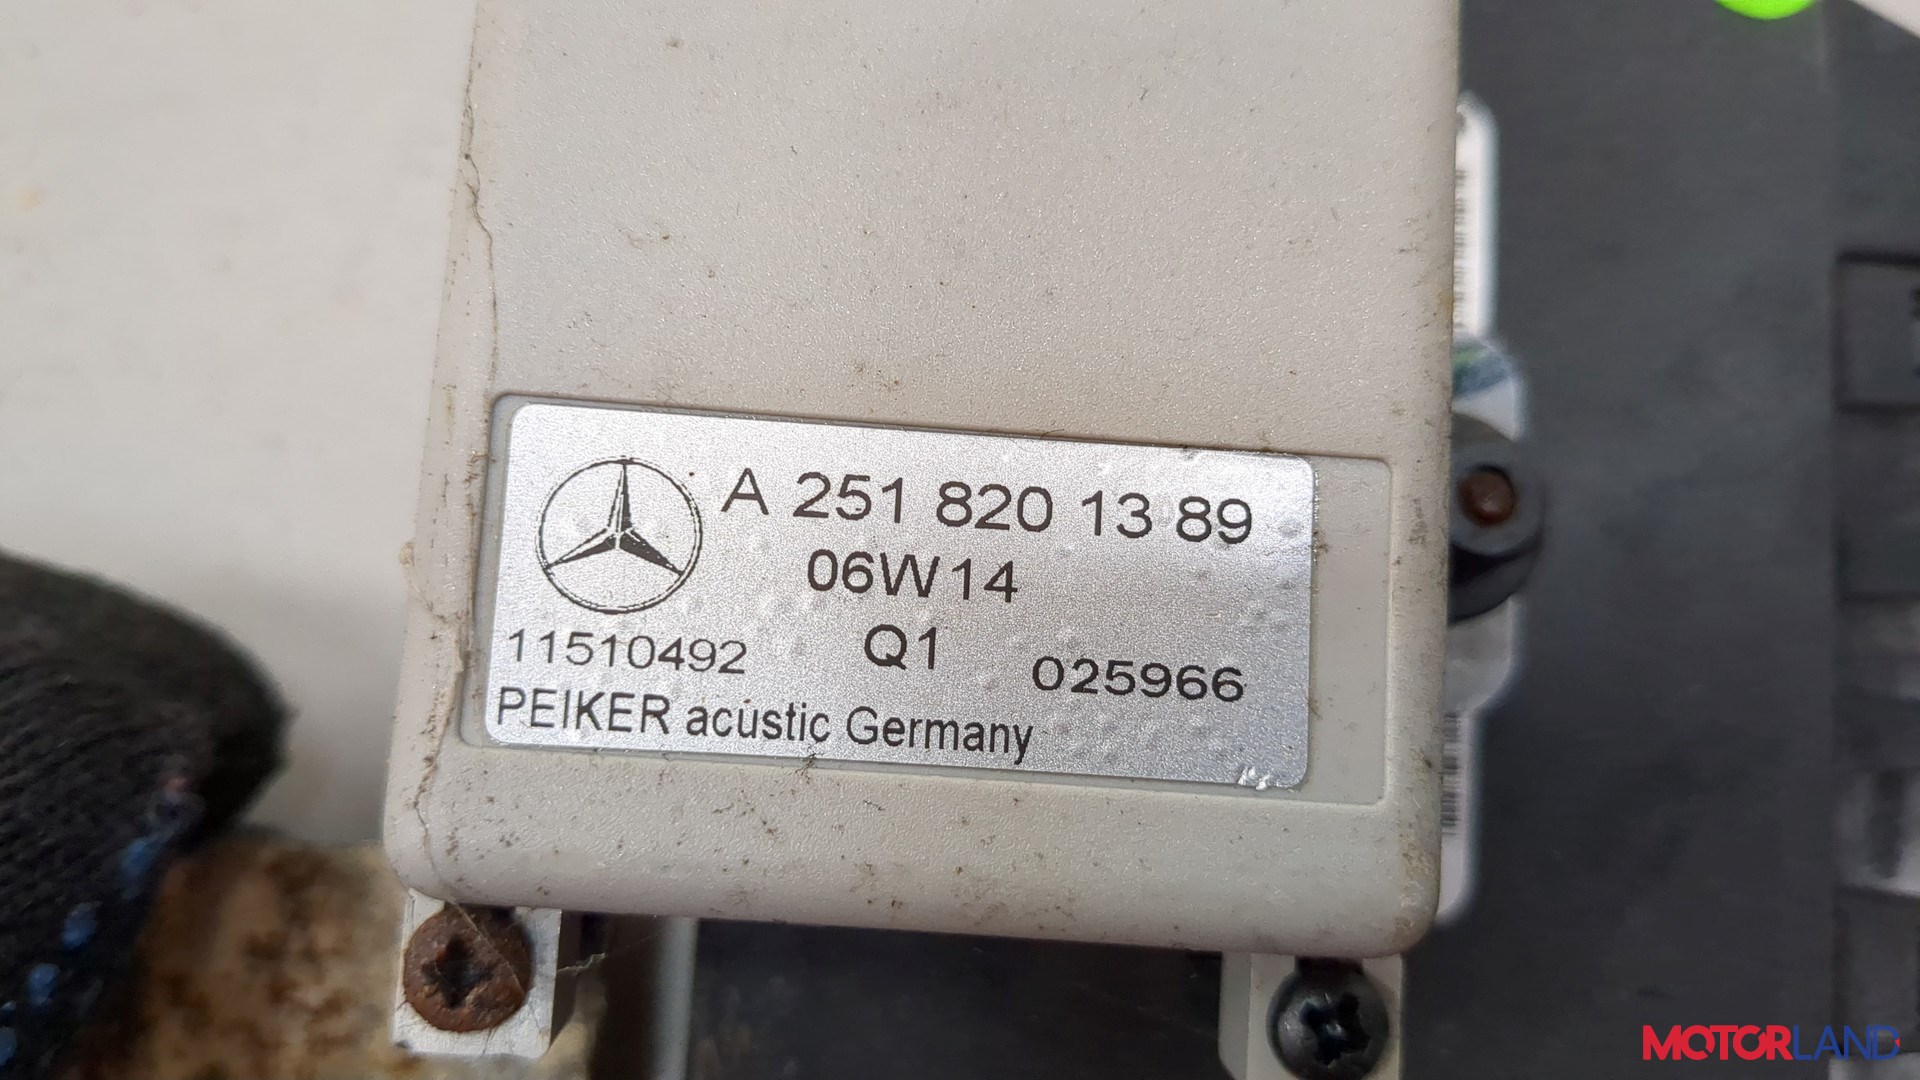 A 251 820 13 89
06W14
11510492 Q1 025966
PEIKER acustic Germany
MOTORLAND